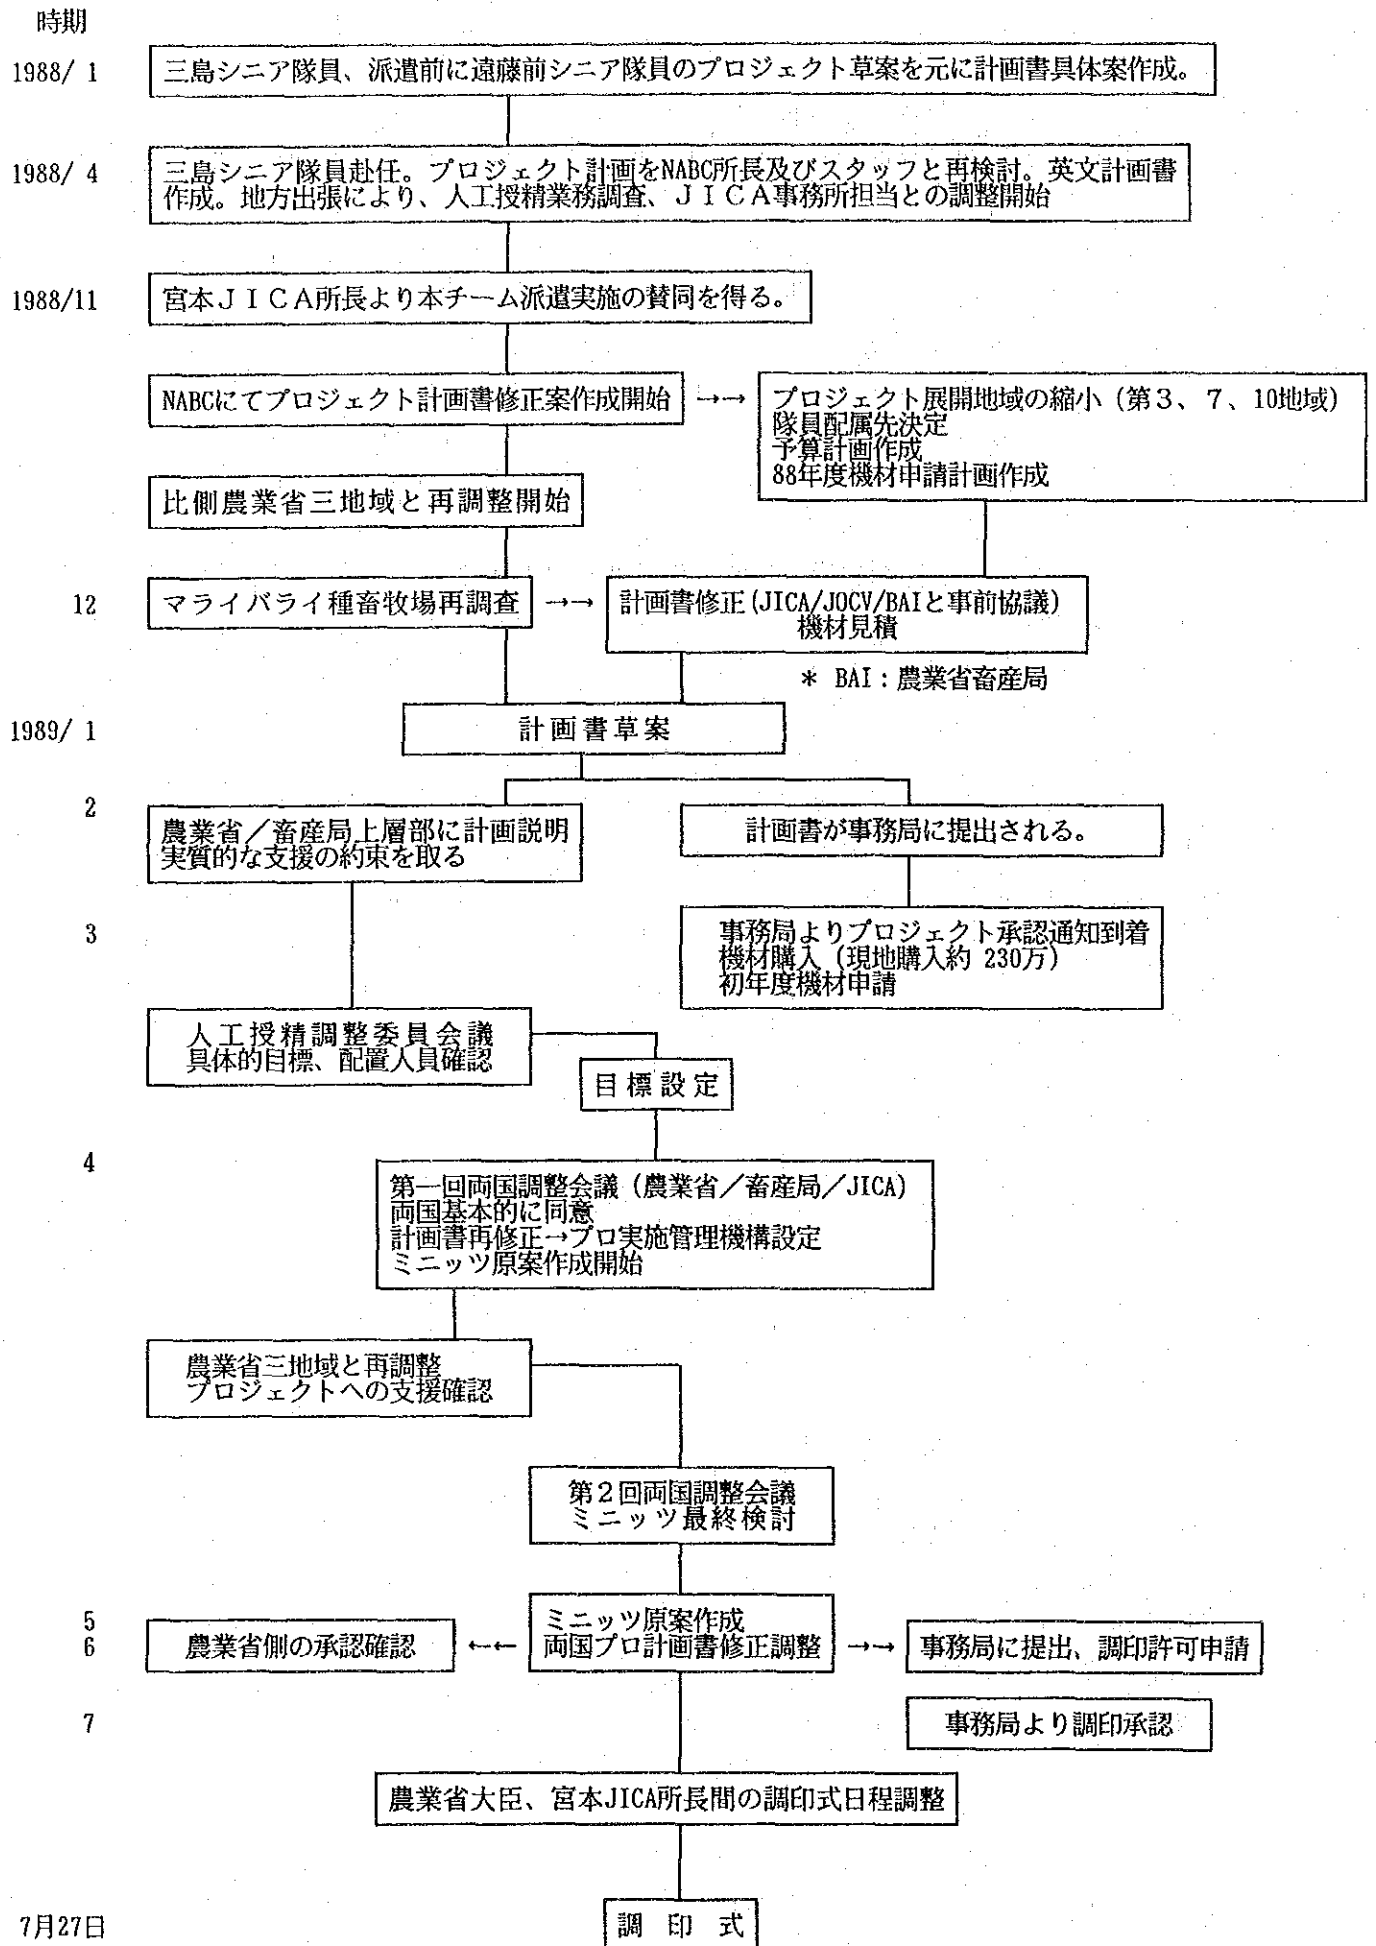 時期
1988/ 1
三島シニア隊員、派遣前に遠藤前シニア隊員のプロジェクト草案を元に計画書具体案作成。
1988/ 4
三島シニア隊員赴任。プロジェクト計画をNABC所長及びスタッフと再検討。英文計画書
作成。地方出張により、人工授精業務調査、ＪＩＣＡ事務所担当との調整開始
1988/11
宮本ＪＩＣＡ所長より本チーム派遣実施の賛同を得る。
NABCにてプロジェクト計画書修正案作成開始 →→
プロジェクト展開地域の縮小（第３、７、10地域）
隊員配属先決定
予算計画作成
88年度機材申請計画作成
比側農業省三地域と再調整開始
12
マライバライ種畜牧場再調査 →→
計画書修正(JICA/JOCV/BAIと事前協議)
機材見積
＊ BAI：農業省畜産局
1989/ 1
計画書草案
2
農業省／畜産局上層部に計画説明
実質的な支援の約束を取る
計画書が事務局に提出される。
3
事務局よりプロジェクト承認通知到着
機材購入（現地購入約 230万）
初年度機材申請
人工授精調整委員会議
具体的目標、配置人員確認
目標設定
4
第一回両国調整会議（農業省／畜産局／JICA）
両国基本的に同意
計画書再修正→プロ実施管理機構設定
ミニッツ原案作成開始
農業省三地域と再調整
プロジェクトへの支援確認
第２回両国調整会議
ミニッツ最終検討
5
6
農業省側の承認確認 ←←
ミニッツ原案作成
両国プロ計画書修正調整 →→
事務局に提出、調印許可申請
7
事務局より調印承認
農業省大臣、宮本JICA所長間の調印式日程調整
7月27日
調 印 式